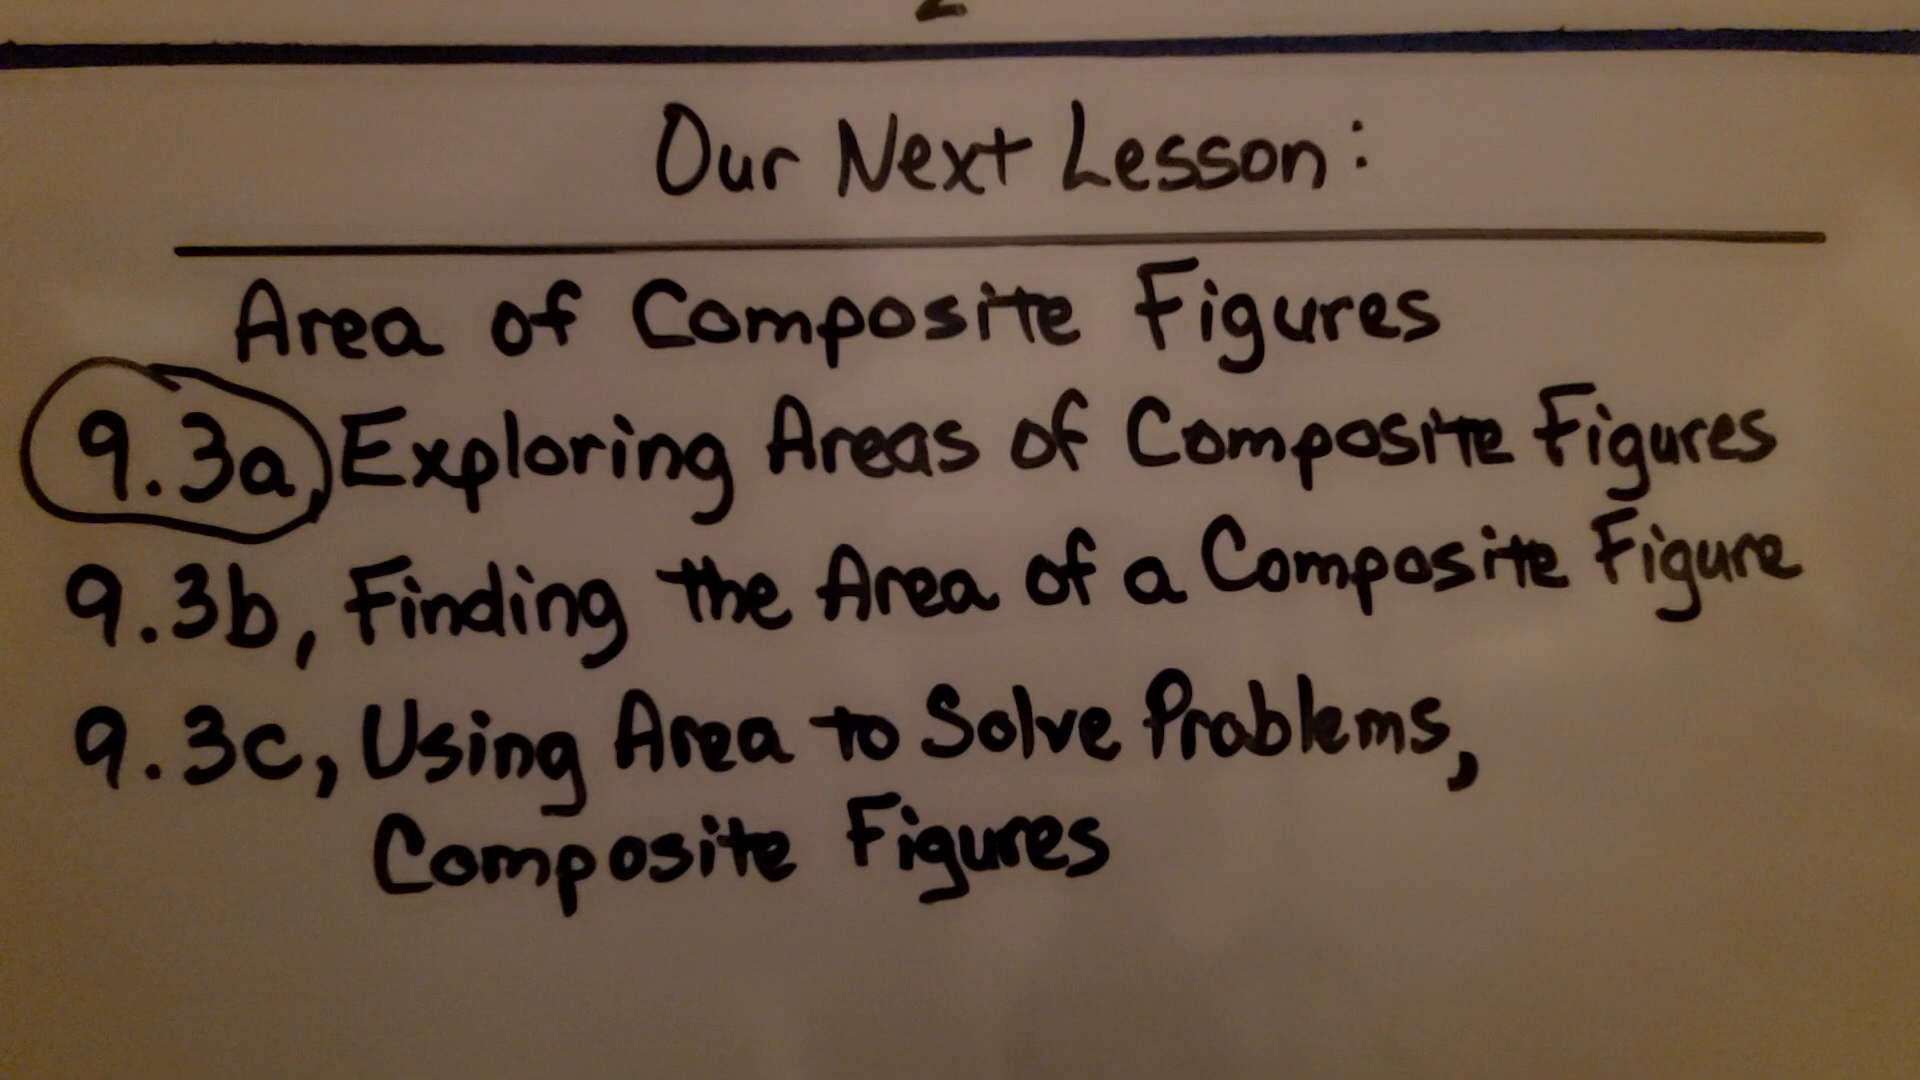 Our Next Lesson:
Area of Composite Figures
9.3a, Exploring Areas of Composite Figures
9.3b, Finding the Area of a Composite Figure
9.3c, Using Area to Solve Problems,
Composite Figures